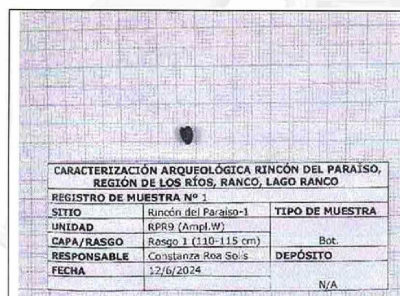 CARACTERIZACIÓN ARQUEOLÓGICA RINCÓN DEL PARAÍSO,
REGIÓN DE LOS RÍOS, RANCO, LAGO RANCO
REGISTRO DE MUESTRA Nº 1
SITIO Rincón del Paraíso-1 TIPO DE MUESTRA
UNIDAD RPR9 (Ampl.W)
CAPA/RASGO Rasgo 1 (110-115 cm) Bot.
RESPONSABLE Constanza Roa Solís DEPÓSITO
FECHA 12/6/2024
N/A